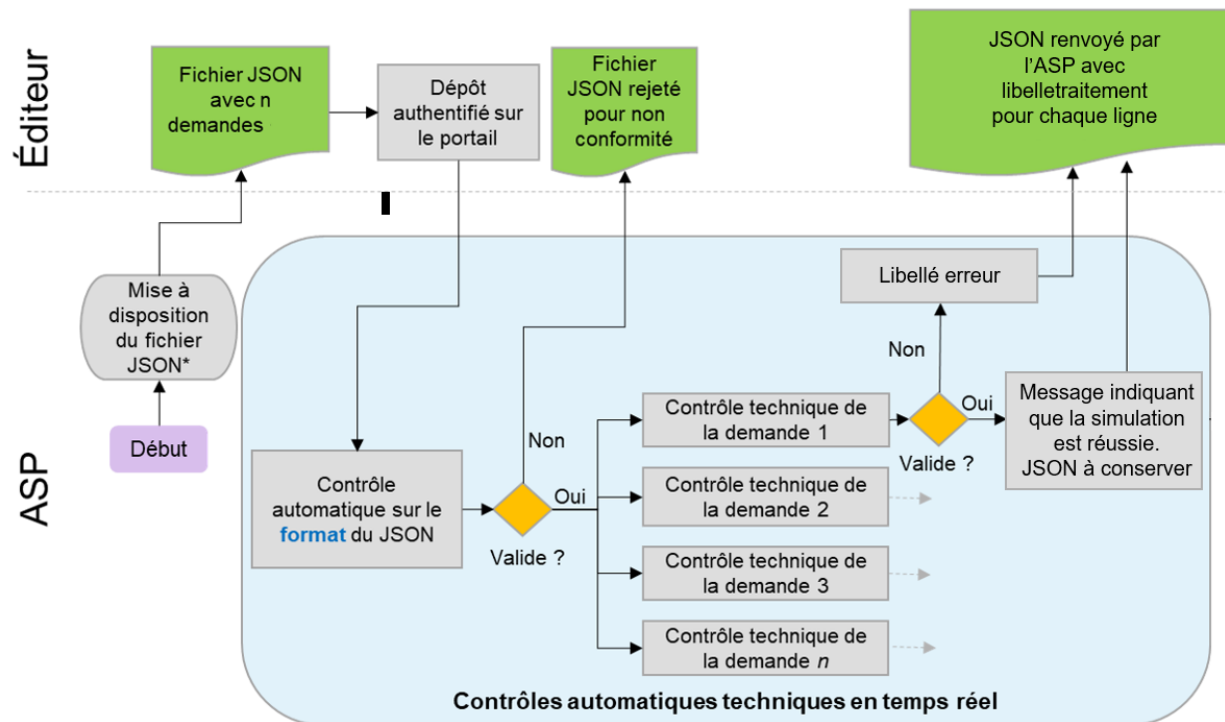 Éditeur
Fichier JSON
avec n
demandes
Dépôt
authentifié sur
le portail
Fichier
JSON rejeté
pour non
conformité
JSON renvoyé par
l'ASP avec
libelletraitement
pour chaque ligne
ASP
Mise à
disposition
du fichier
JSON*
Début
Contrôle
automatique sur le
format du JSON
Non
Oui
Valide ?
Contrôle technique de
la demande 1
Contrôle technique de
la demande 2
Contrôle technique de
la demande 3
Contrôle technique de
la demande n
Libellé erreur
Non
Oui
Valide ?
Message indiquant
que la simulation
est réussie.
JSON à conserver
Contrôles automatiques techniques en temps réel